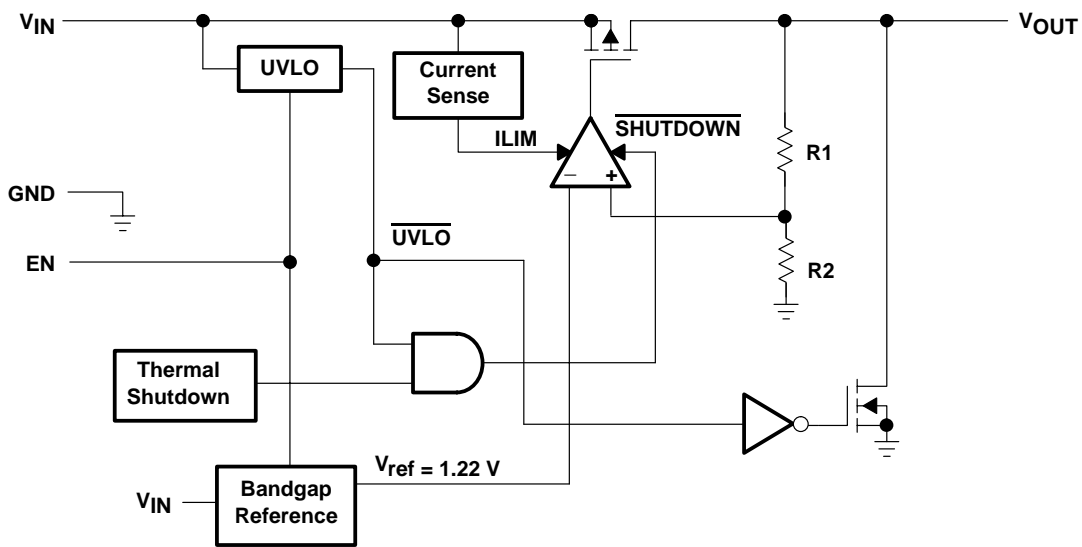 VIN
VOUT
UVLO
Current
Sense
SHUTDOWN
ILIM
R1
GND
– +
UVLO
EN
R2
Thermal
Shutdown
Vref = 1.22 V
VIN
Bandgap
Reference